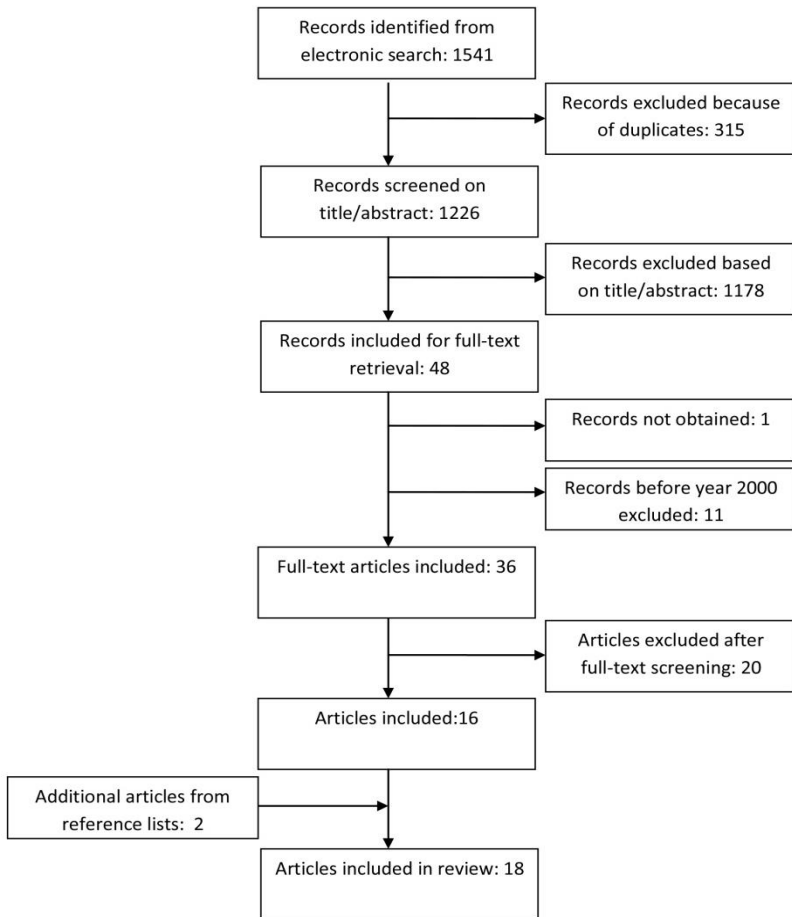 Records identified from
electronic search: 1541
Records excluded because
of duplicates: 315
Records screened on
title/abstract: 1226
Records excluded based
on title/abstract: 1178
Records included for full-text
retrieval: 48
Records not obtained: 1
Records before year 2000
excluded: 11
Full-text articles included: 36
Articles excluded after
full-text screening: 20
Articles included:16
Additional articles from
reference lists:  2
Articles included in review: 18